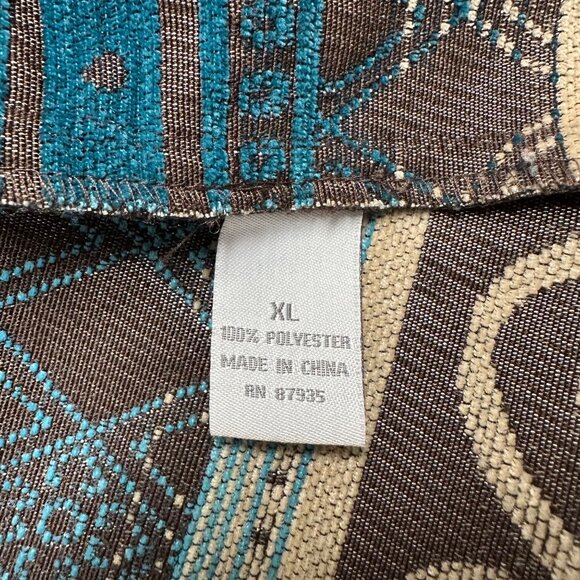 XL
100% POLYESTER
MADE IN CHINA
RN 87935